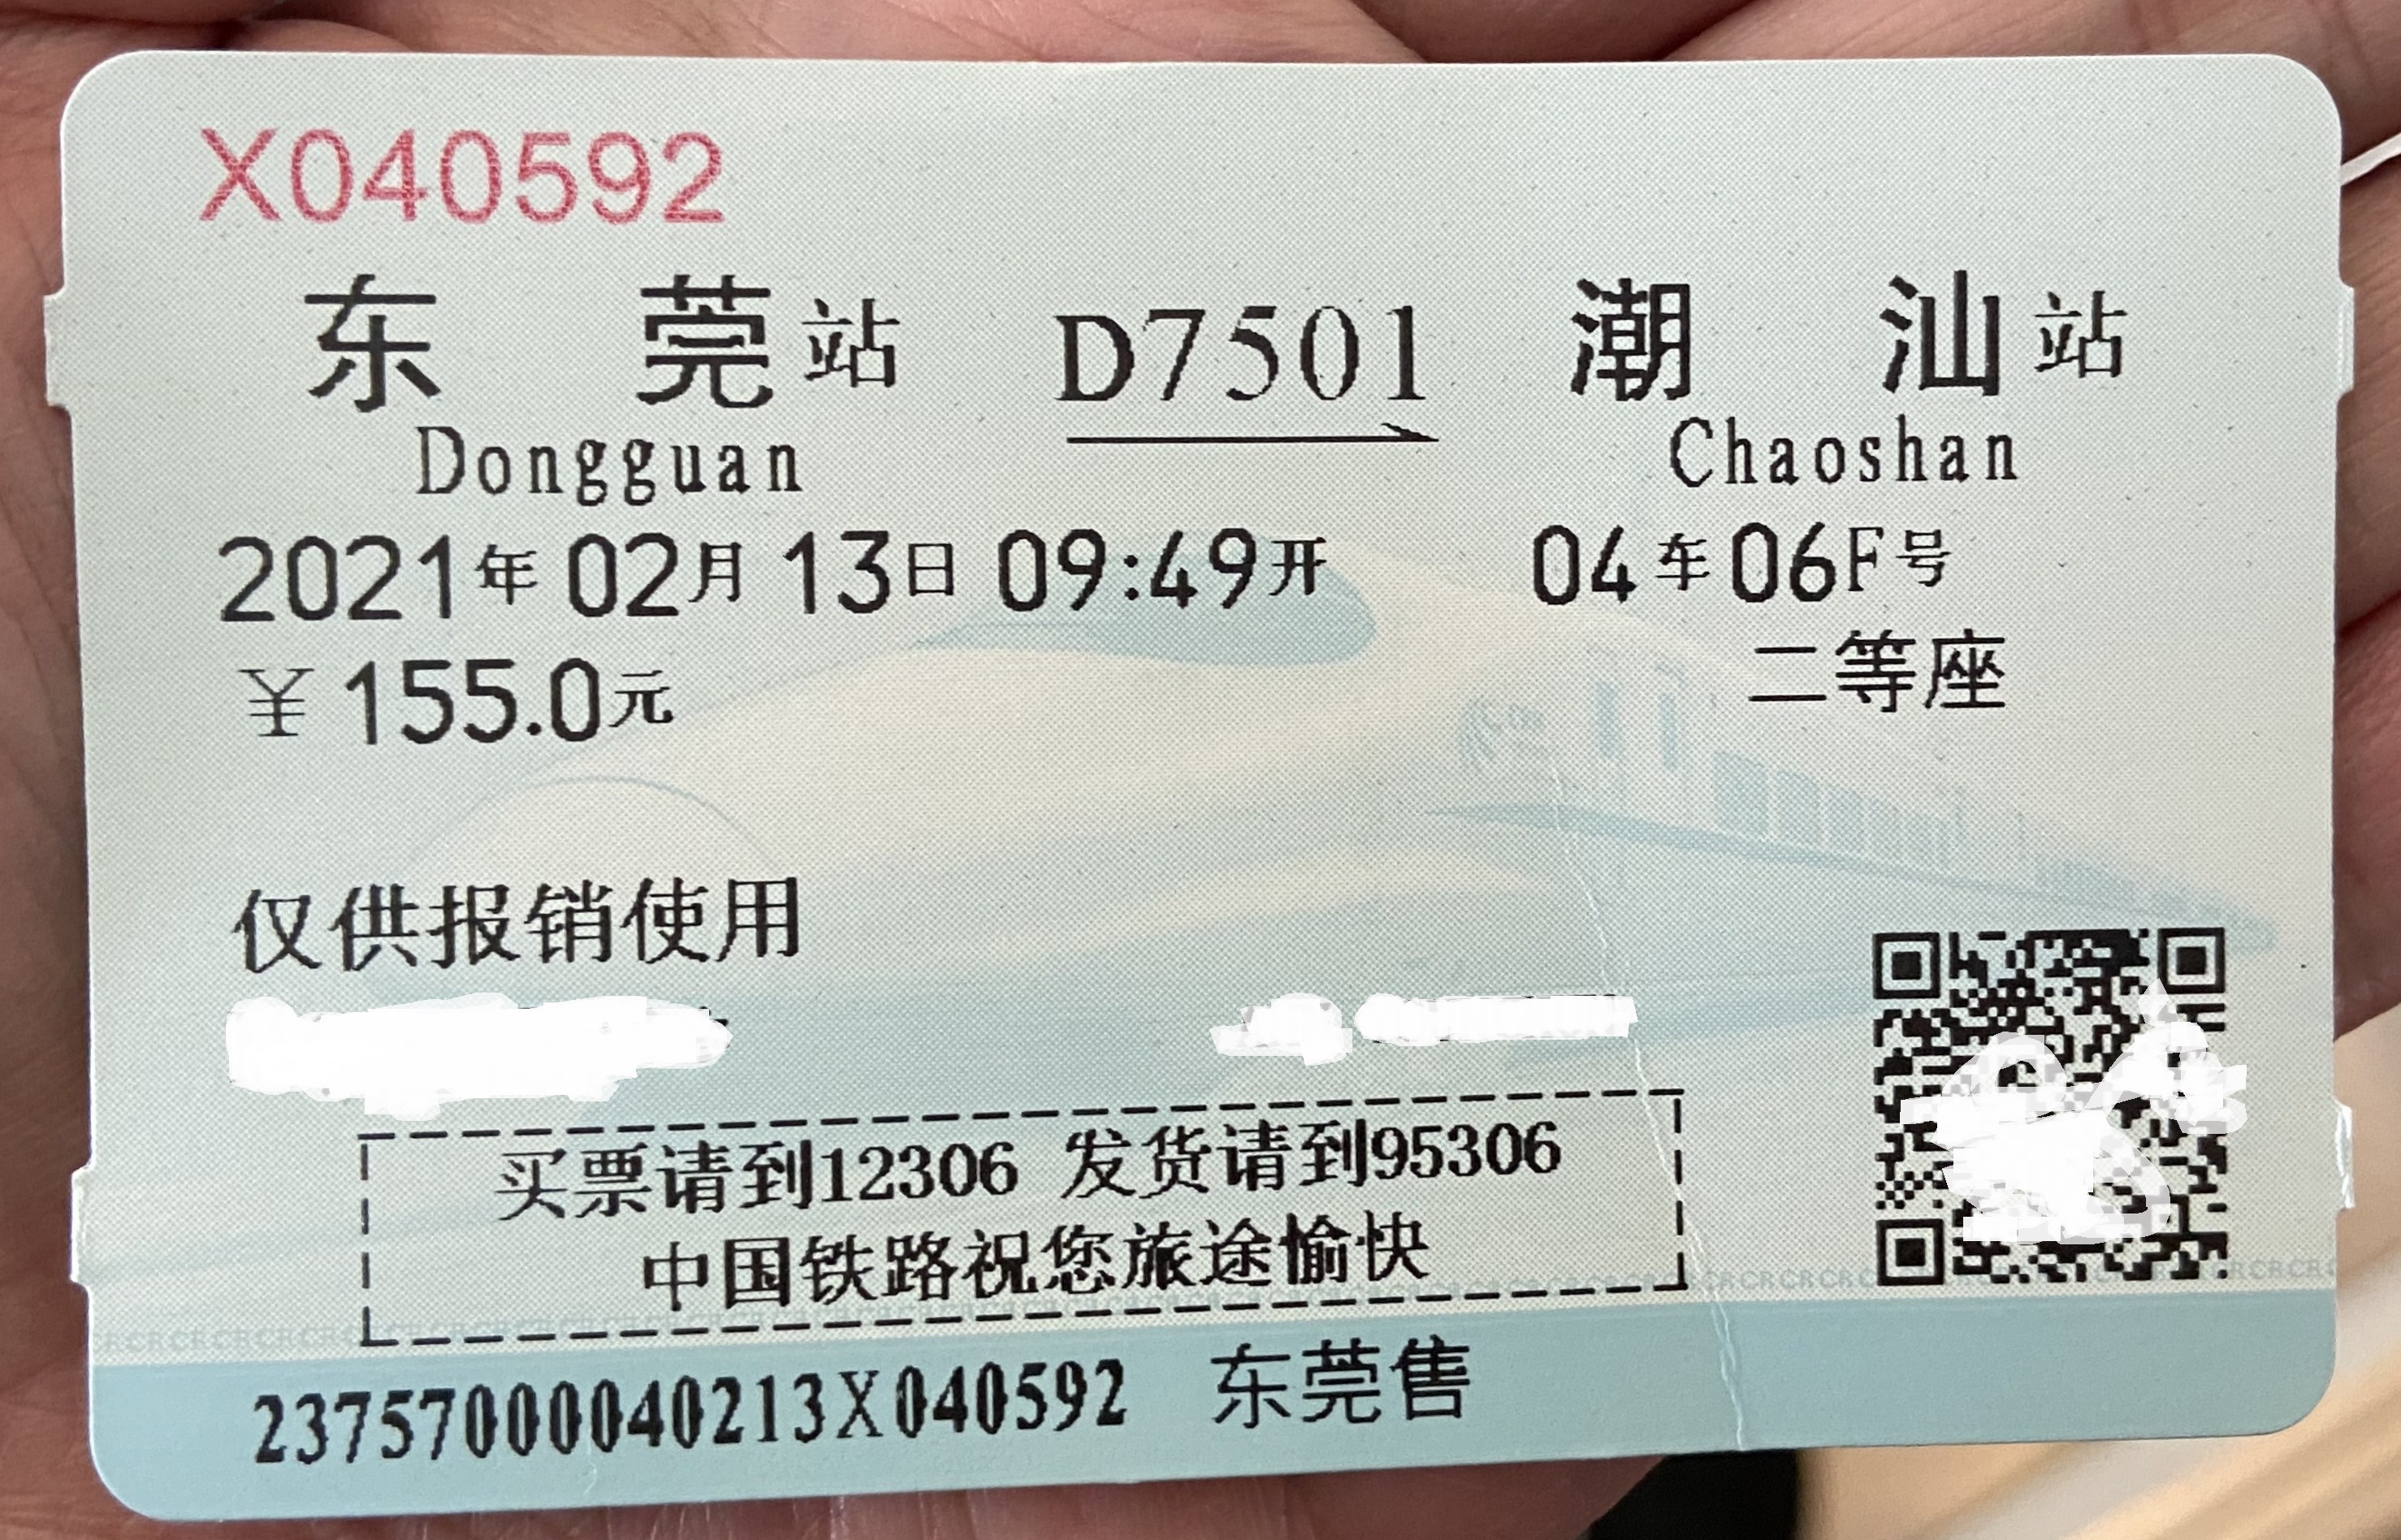 X040592
东莞站 D7501 潮汕站
Dongguan Chaoshan
2021年02月13日 09:49开 04车06F号
￥155.0元 二等座
仅供报销使用
买票请到12306 发货请到95306
中国铁路祝您旅途愉快
23757000040213X040592 东莞售